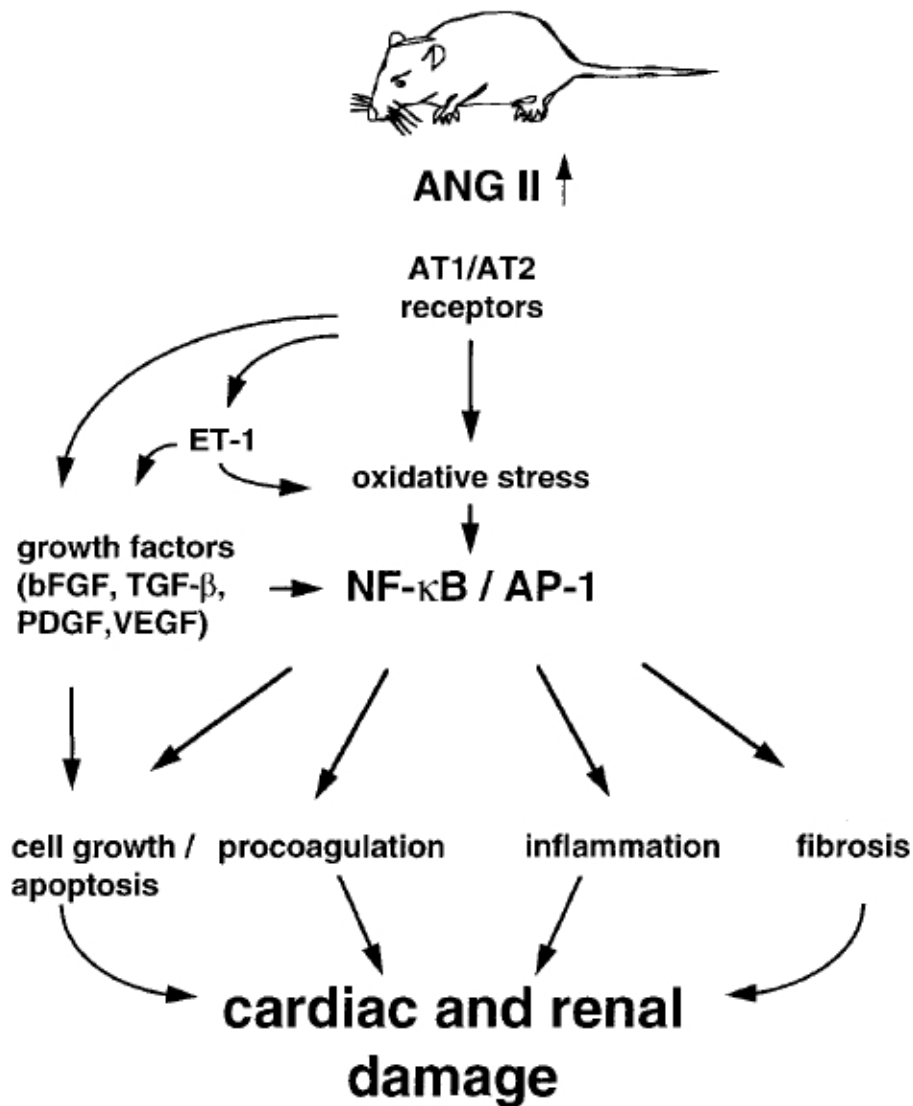 ANG II ↑
AT1/AT2
receptors
ET-1
oxidative stress
growth factors
(bFGF, TGF-β,
PDGF,VEGF)
NF-κB / AP-1
cell growth /
apoptosis
procoagulation
inflammation
fibrosis
cardiac and renal
damage